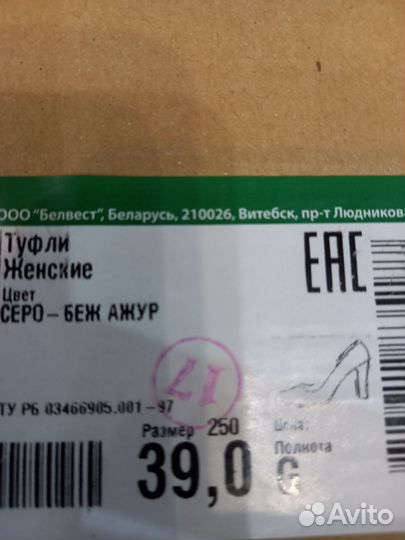 ООО "Белвест", Беларусь, 210026, Витебск, пр-т Людникова
Туфли
Женские
Цвет
СЕРО-БЕЖ АЖУР
ЕАС
17
ТУ РБ 03466905.001-97
Размер 250
Цена:
39,0
Полнота
G
Avito